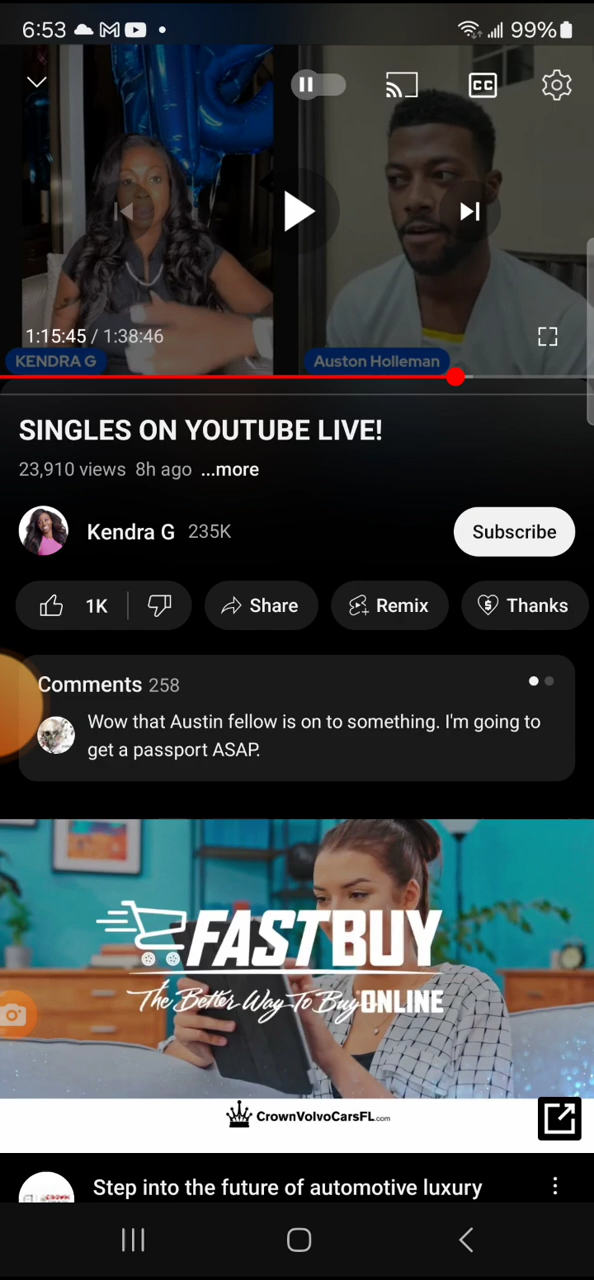 6:53 99%
CC
1:15:45 / 1:38:46
KENDRA G
Auston Holleman
SINGLES ON YOUTUBE LIVE!
23,910 views 8h ago ...more
Kendra G 235K
Subscribe
1K
Share
Remix
Thanks
Comments 258
Wow that Austin fellow is on to something. I'm going to
get a passport ASAP.
FASTBUY
The Better Way To Buy ONLINE
CrownVolvoCarsFL.com
Step into the future of automotive luxury